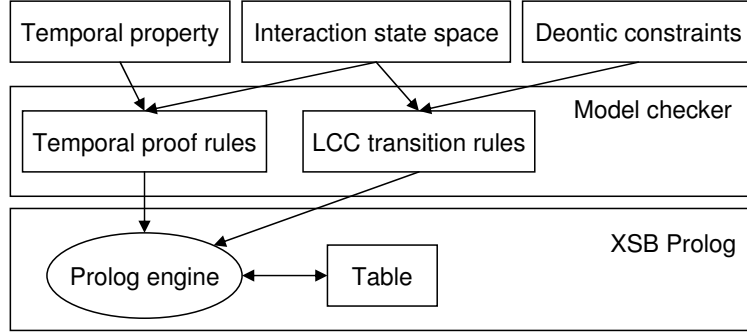 Temporal property
Interaction state space
Deontic constraints
Model checker
Temporal proof rules
LCC transition rules
XSB Prolog
Prolog engine
Table